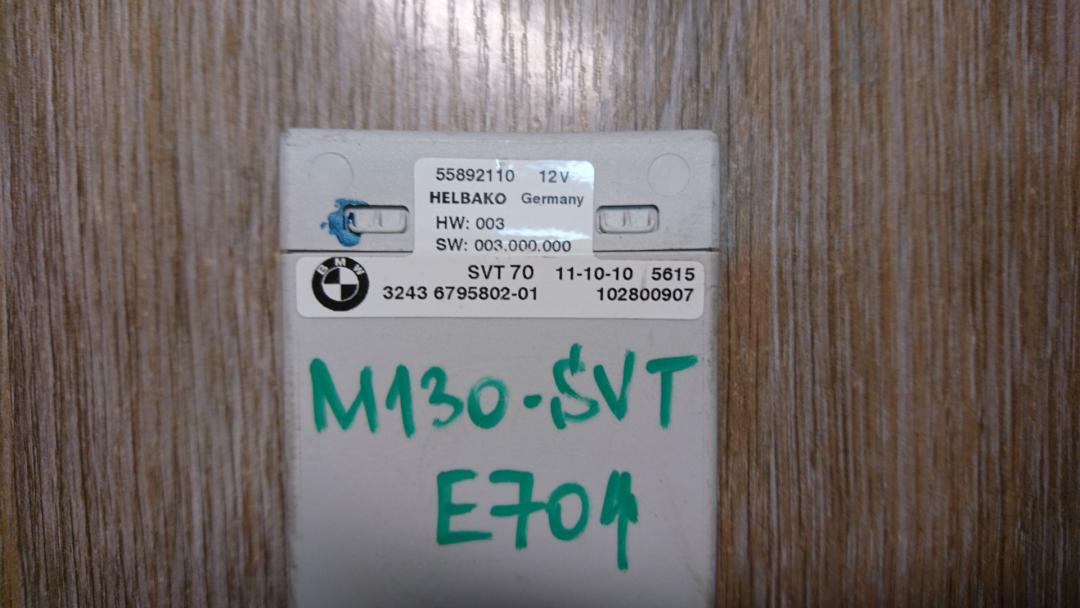 55892110 12V
HELBAKO Germany
HW: 003
SW: 003.000.000
BMW
SVT 70 11-10-10 5615
3243 6795802-01 102800907
M130-SVT
E704